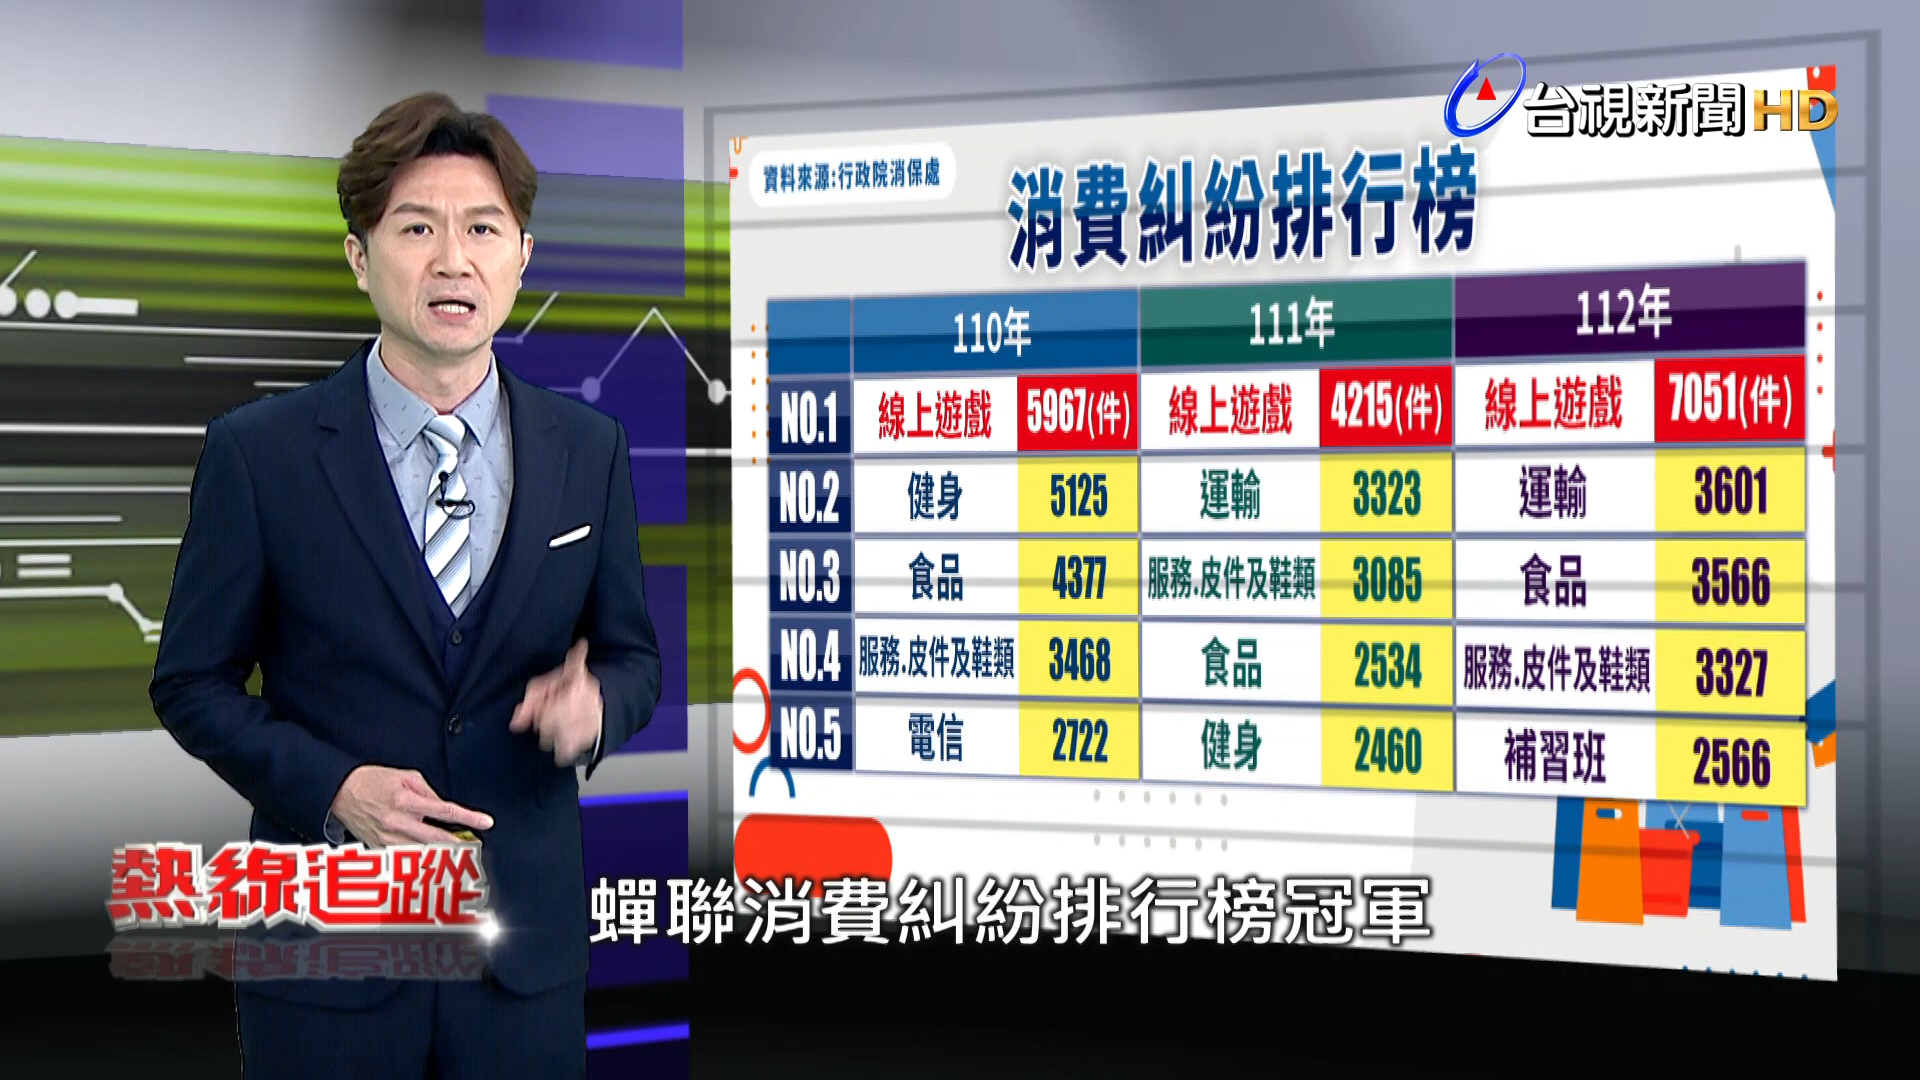 台視新聞HD
資料來源:行政院消保處
消費糾紛排行榜
110年 111年 112年
NO.1 線上遊戲 5967(件) 線上遊戲 4215(件) 線上遊戲 7051(件)
NO.2 健身 5125 運輸 3323 運輸 3601
NO.3 食品 4377 服務.皮件及鞋類 3085 食品 3566
NO.4 服務.皮件及鞋類 3468 食品 2534 服務.皮件及鞋類 3327
NO.5 電信 2722 健身 2460 補習班 2566
熱線追蹤
蟬聯消費糾紛排行榜冠軍